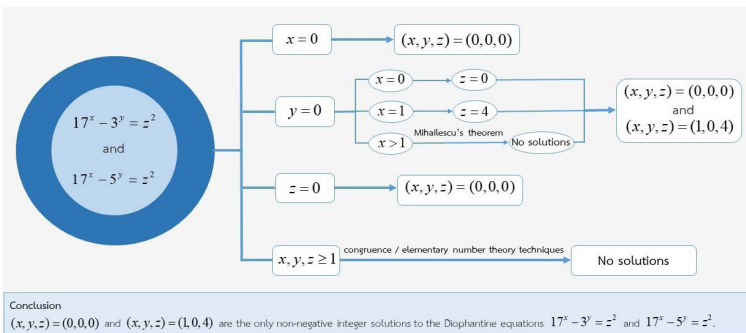 17^x − 3^y = z^2
and
17^x − 5^y = z^2
x = 0
(x, y, z) = (0,0,0)
y = 0
x = 0
z = 0
x = 1
z = 4
x > 1
Mihailescu's theorem
No solutions
(x, y, z) = (0,0,0)
and
(x, y, z) = (1,0,4)
z = 0
(x, y, z) = (0,0,0)
x, y, z ≥ 1
congruence / elementary number theory techniques
No solutions
Conclusion
(x, y, z) = (0,0,0) and (x, y, z) = (1,0,4) are the only non-negative integer solutions to the Diophantine equations 17^x − 3^y = z^2 and 17^x − 5^y = z^2.